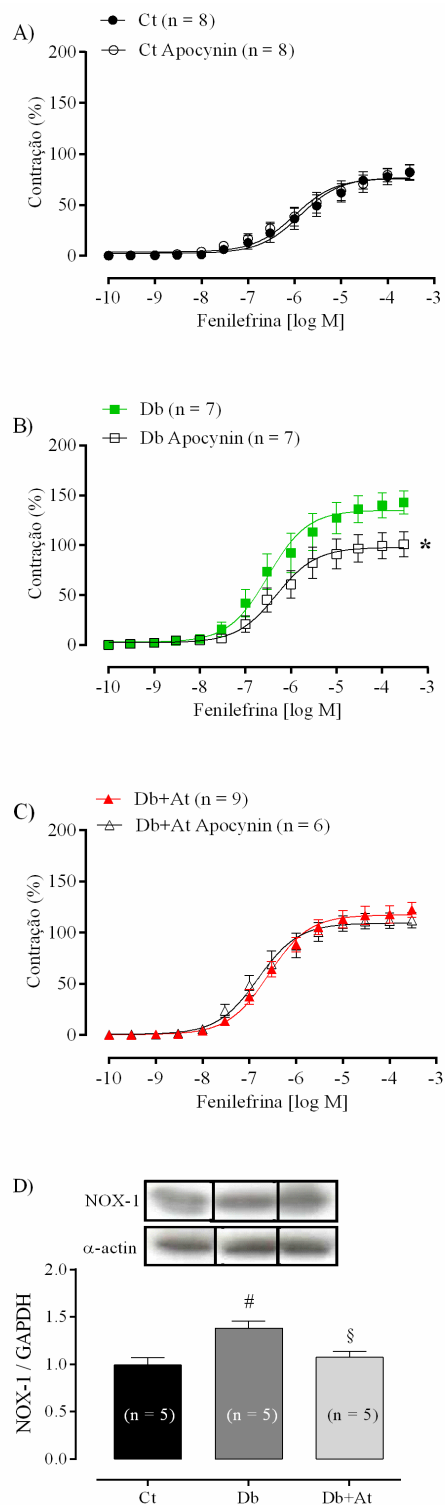 A)
Ct (n = 8)
Ct Apocynin (n = 8)
Contração (%)
200
150
100
50
0
-10 -9 -8 -7 -6 -5 -4 -3
Fenilefrina [log M]
B)
Db (n = 7)
Db Apocynin (n = 7)
Contração (%)
200
150
100
50
0
*
-10 -9 -8 -7 -6 -5 -4 -3
Fenilefrina [log M]
C)
Db+At (n = 9)
Db+At Apocynin (n = 6)
Contração (%)
200
150
100
50
0
-10 -9 -8 -7 -6 -5 -4 -3
Fenilefrina [log M]
D)
NOX-1
α-actin
NOX-1 / GAPDH
2.0
1.5
1.0
0.5
0.0
# §
(n = 5) (n = 5) (n = 5)
Ct Db Db+At